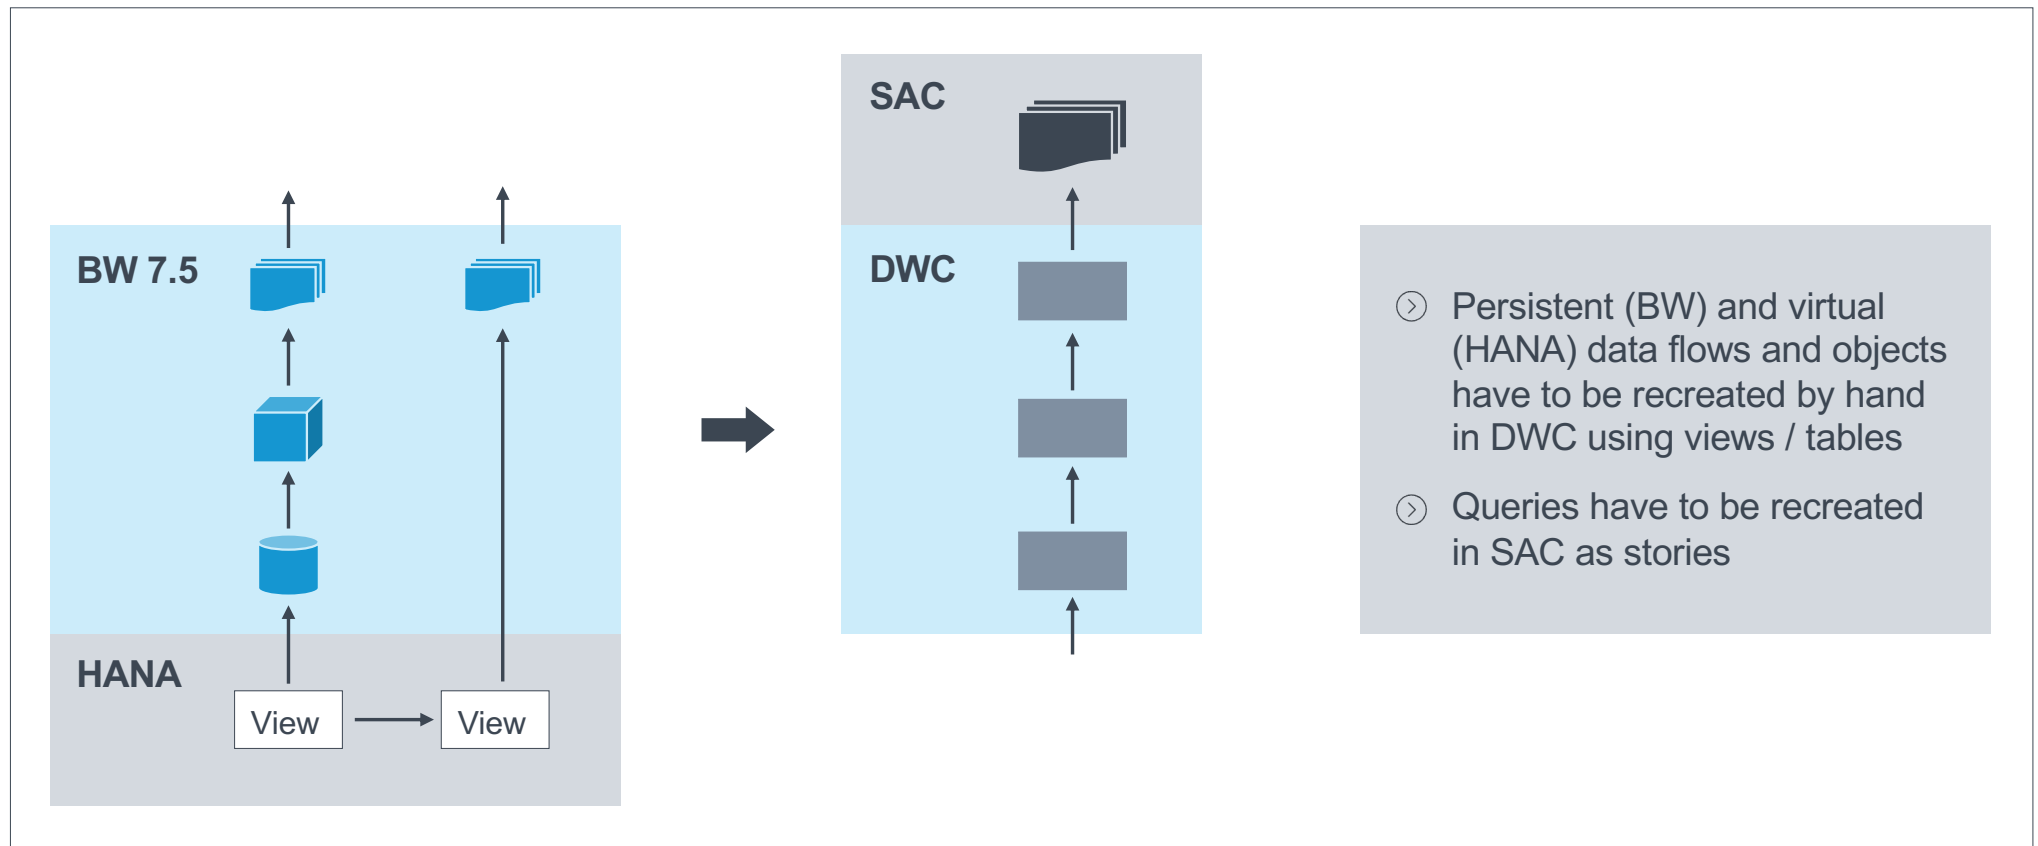 SAC
BW 7.5
DWC
HANA
View
View
Persistent (BW) and virtual
(HANA) data flows and objects
have to be recreated by hand
in DWC using views / tables
Queries have to be recreated
in SAC as stories